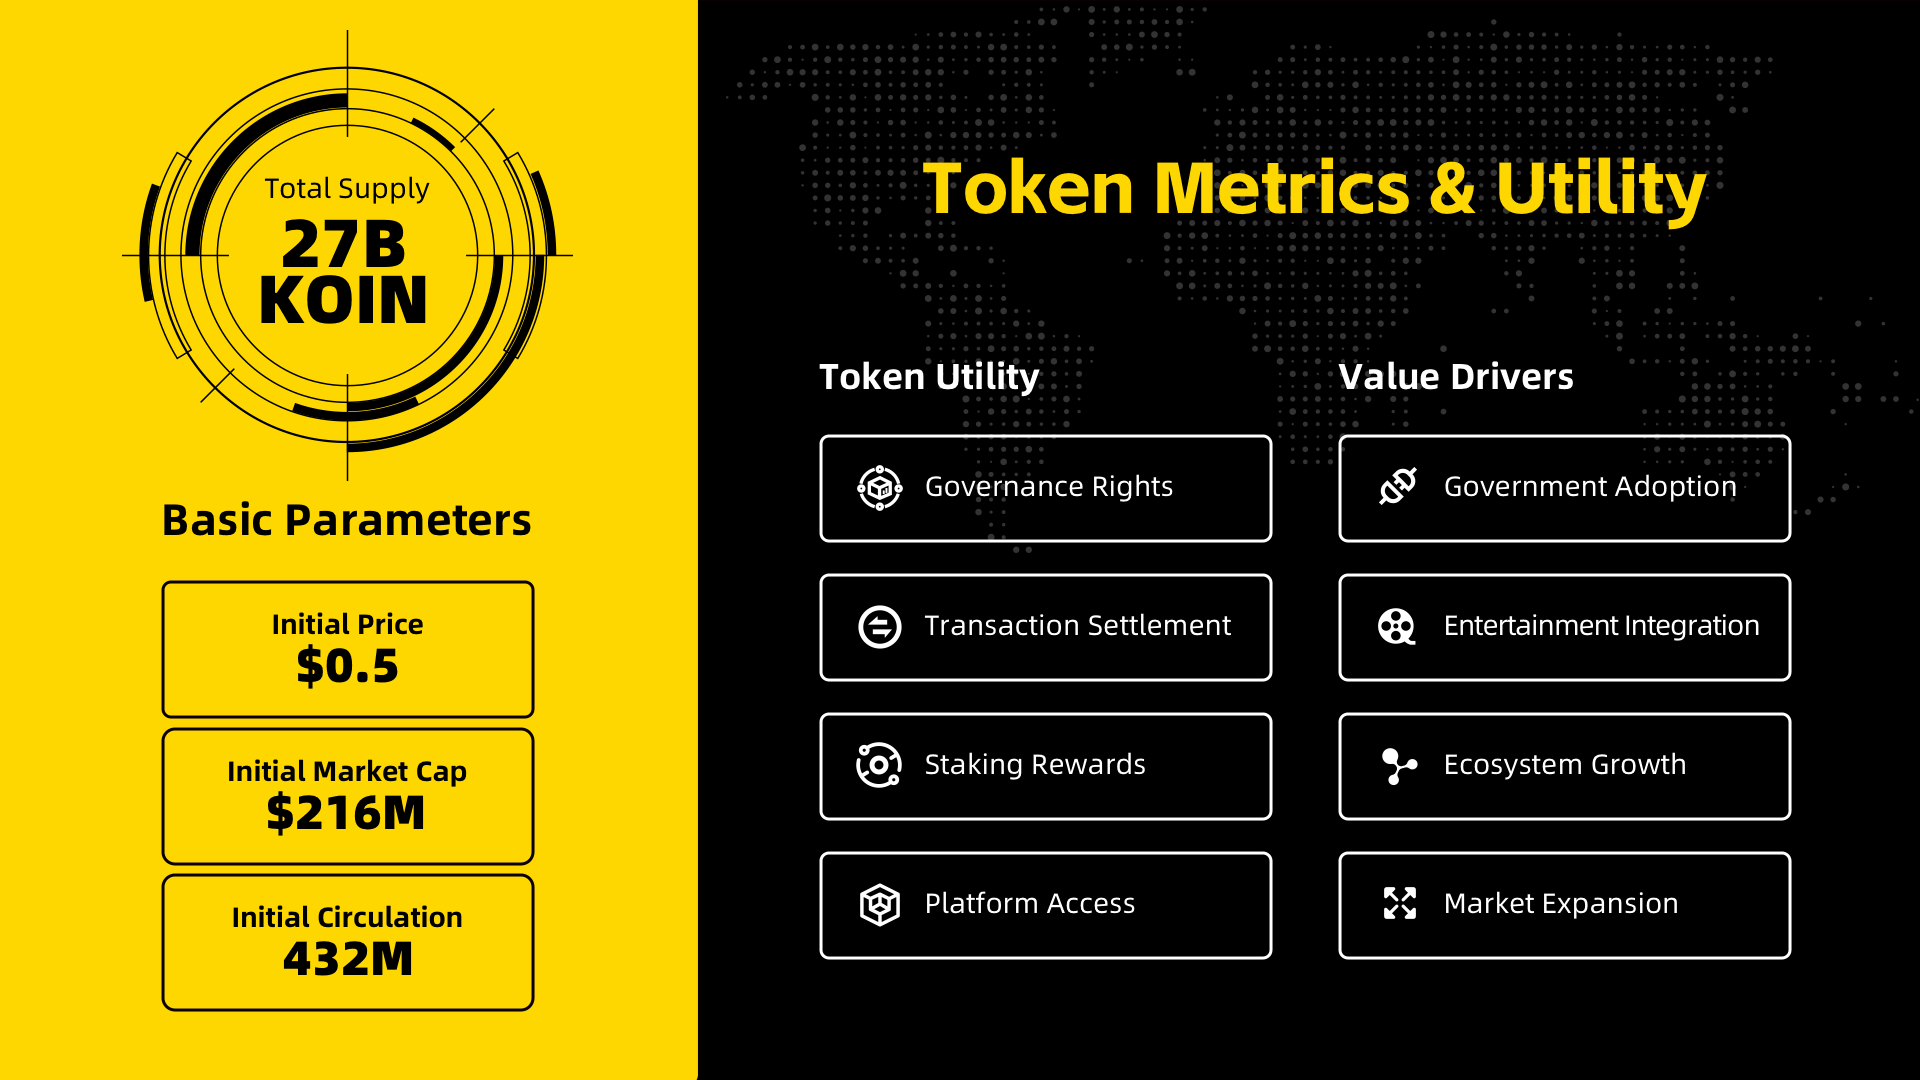 Total Supply
27B
KOIN
Basic Parameters
Initial Price
$0.5
Initial Market Cap
$216M
Initial Circulation
432M
Token Metrics & Utility
Token Utility
Governance Rights
Transaction Settlement
Staking Rewards
Platform Access
Value Drivers
Government Adoption
Entertainment Integration
Ecosystem Growth
Market Expansion